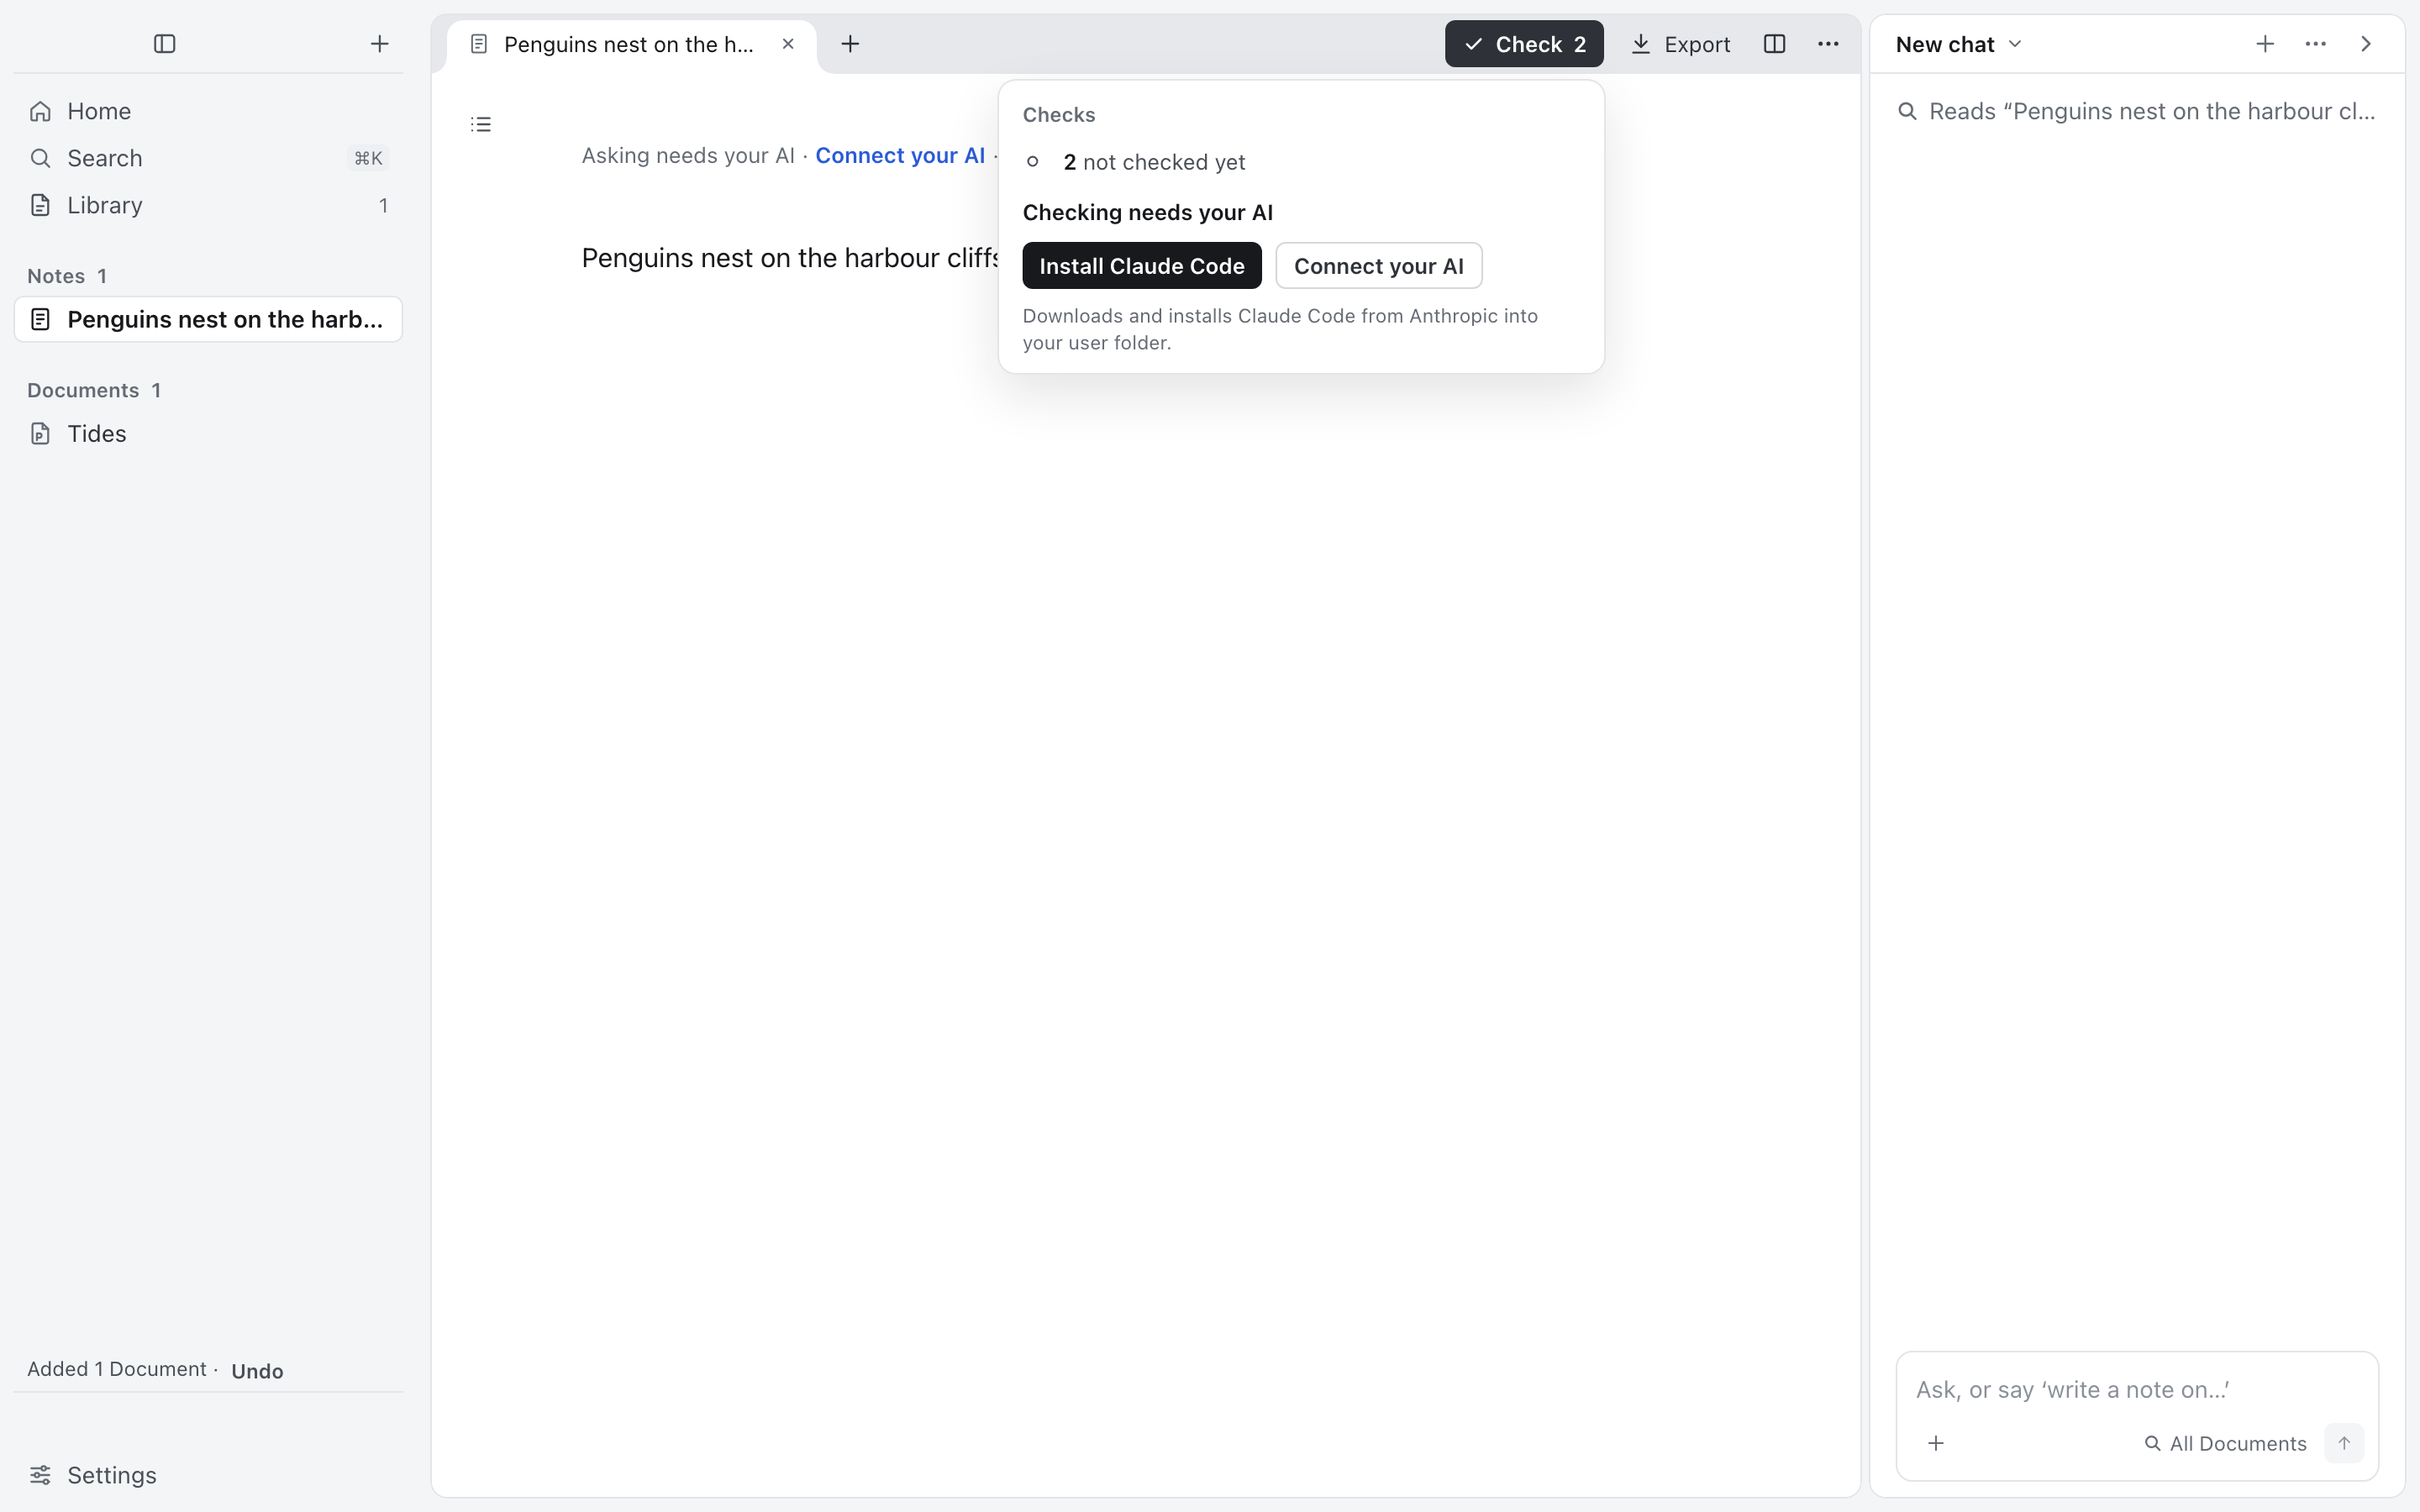 Home
Search ⌘K
Library 1
Notes 1
Penguins nest on the harb...
Documents 1
Tides
Added 1 Document · Undo
Settings
Penguins nest on the h...
Check 2
Export
Asking needs your AI · Connect your AI ·
Penguins nest on the harbour cliffs
Checks
2 not checked yet
Checking needs your AI
Install Claude Code
Connect your AI
Downloads and installs Claude Code from Anthropic into
your user folder.
New chat
Reads “Penguins nest on the harbour cl...
Ask, or say ‘write a note on...’
All Documents